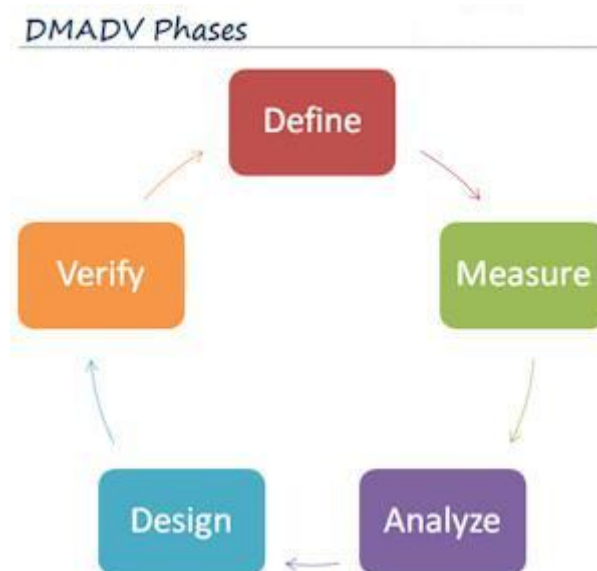 DMADV Phases
Define
Measure
Analyze
Design
Verify